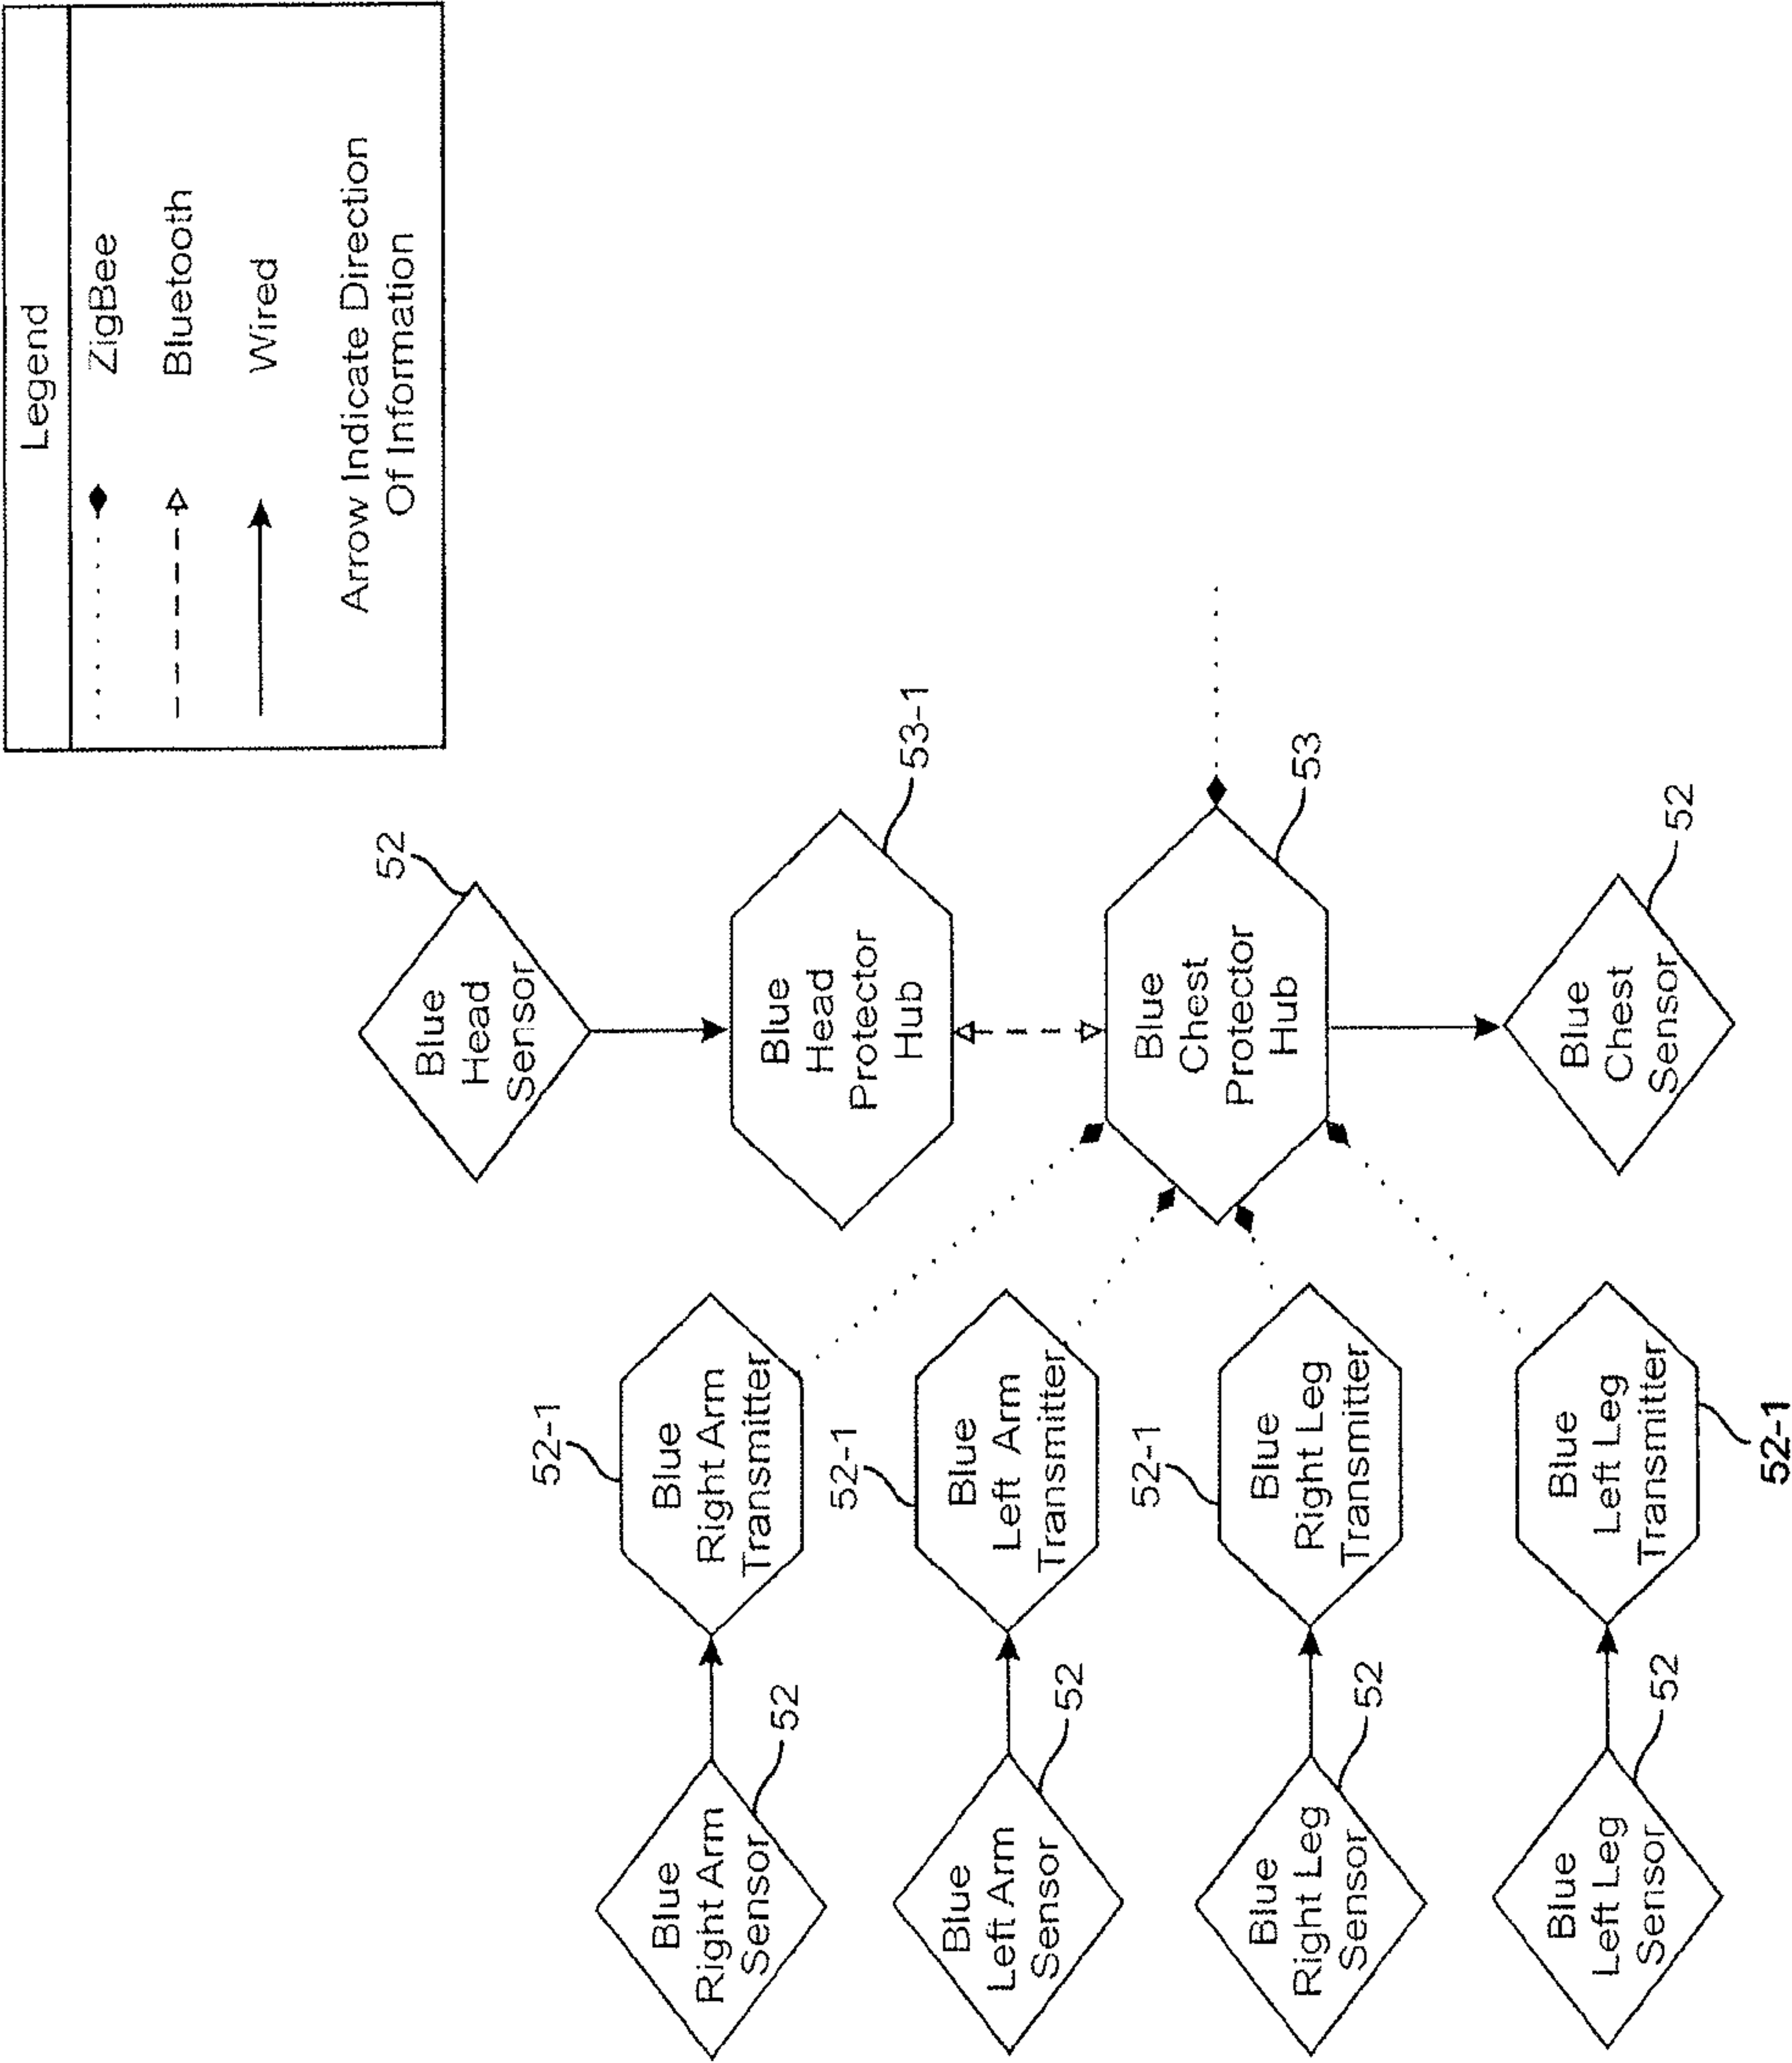 Legend
ZigBee
Bluetooth
Wired
Arrow Indicate Direction
Of Information
52
Blue
Head
Sensor
53-1
Blue
Head
Protector
Hub
53
Blue
Chest
Protector
Hub
52
Blue
Chest
Sensor
52-1
Blue
Right Arm
Transmitter
52-1
Blue
Left Arm
Transmitter
52-1
Blue
Right Leg
Transmitter
52-1
Blue
Left Leg
Transmitter
52
Blue
Right Arm
Sensor
52
Blue
Left Arm
Sensor
52
Blue
Right Leg
Sensor
52
Blue
Left Leg
Sensor